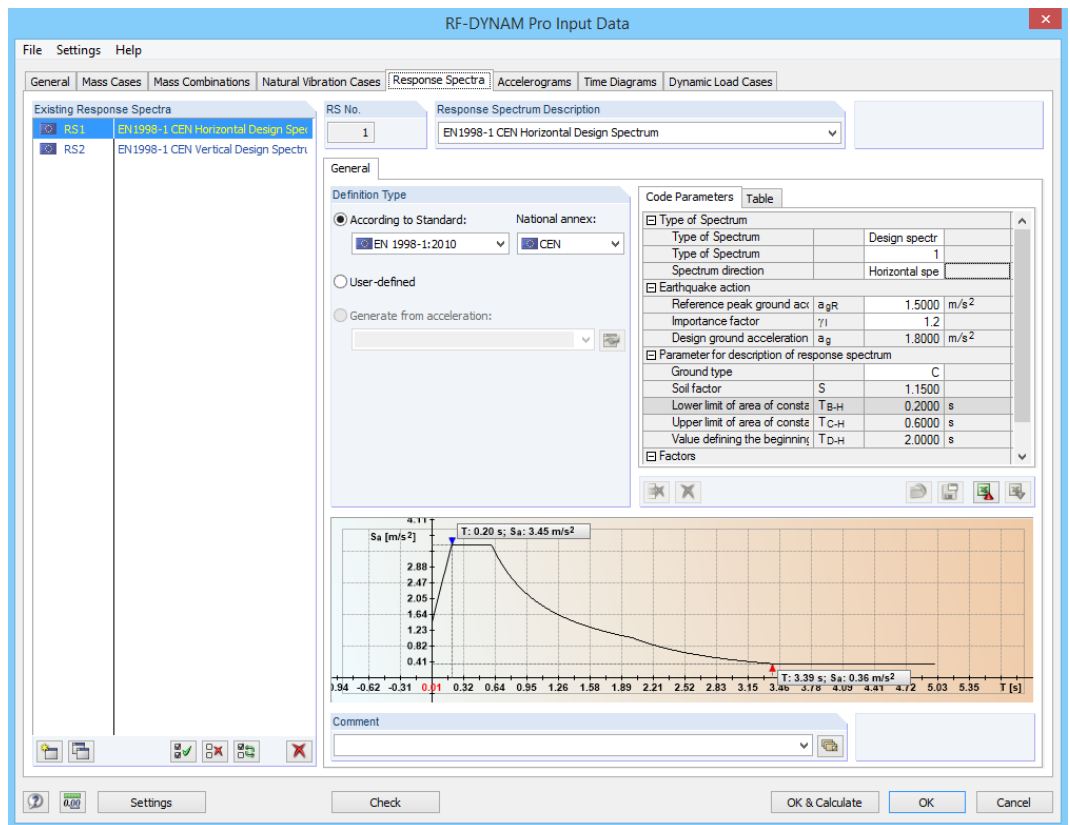 RF-DYNAM Pro Input Data
File Settings Help
General Mass Cases Mass Combinations Natural Vibration Cases Response Spectra Accelerograms Time Diagrams Dynamic Load Cases
Existing Response Spectra
RS1 EN1998-1 CEN Horizontal Design Spec
RS2 EN1998-1 CEN Vertical Design Spectru
RS No.
1
Response Spectrum Description
EN1998-1 CEN Horizontal Design Spectrum
General
Definition Type
According to Standard: National annex:
EN 1998-1:2010 CEN
User-defined
Generate from acceleration:
Code Parameters Table
Type of Spectrum
Type of Spectrum Design spectr
Type of Spectrum 1
Spectrum direction Horizontal spe
Earthquake action
Reference peak ground acc agR 1.5000 m/s2
Importance factor γI 1.2
Design ground acceleration ag 1.8000 m/s2
Parameter for description of response spectrum
Ground type C
Soil factor S 1.1500
Lower limit of area of consta TB-H 0.2000 s
Upper limit of area of consta TC-H 0.6000 s
Value defining the beginning TD-H 2.0000 s
Factors
4.11
Sa [m/s2]
T: 0.20 s; Sa: 3.45 m/s2
2.88
2.47
2.05
1.64
1.23
0.82
0.41
T: 3.39 s; Sa: 0.36 m/s2
0.94 -0.62 -0.31 0.01 0.32 0.64 0.95 1.26 1.58 1.89 2.21 2.52 2.83 3.15 3.46 3.78 4.09 4.41 4.72 5.03 5.35 T [s]
Comment
0.00
Settings Check OK & Calculate OK Cancel